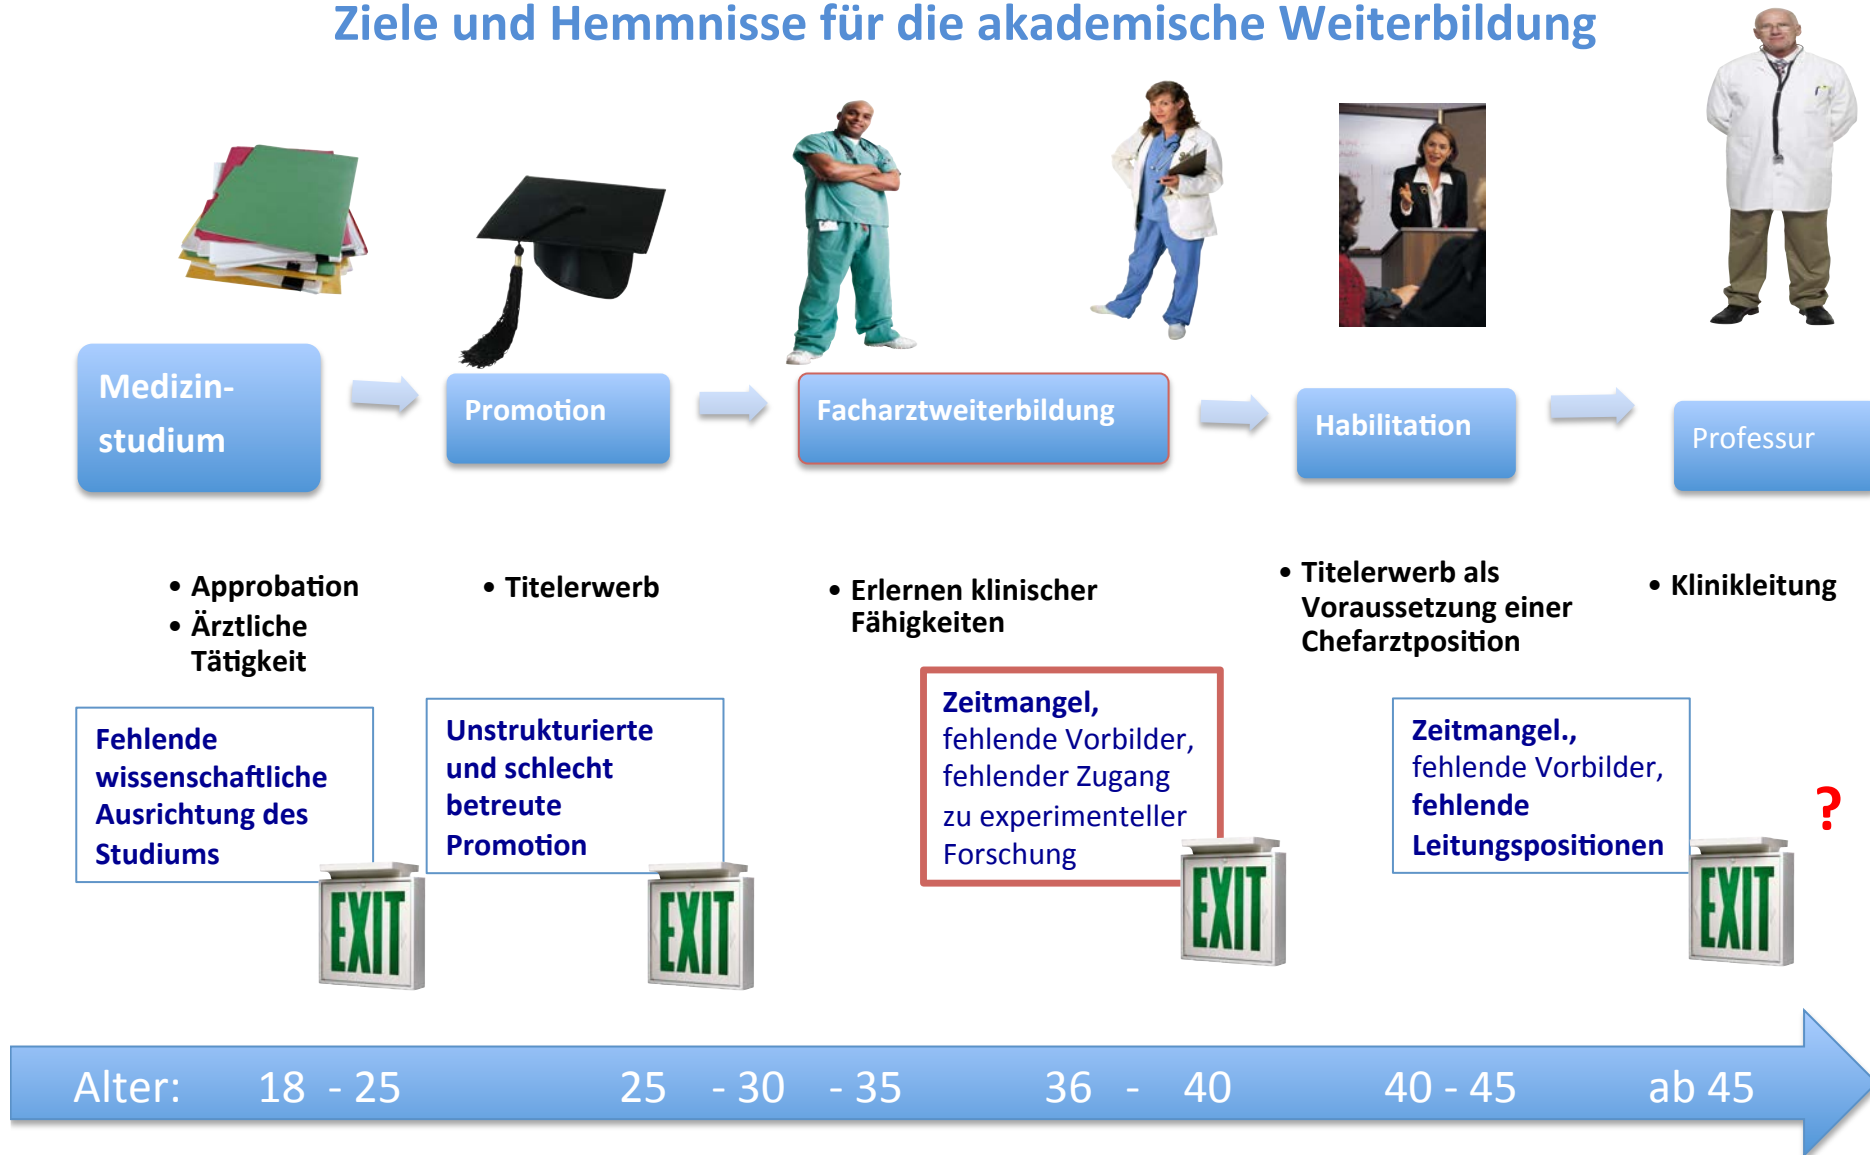 Ziele und Hemmnisse für die akademische Weiterbildung
Medizin-
studium
Promotion
Facharztweiterbildung
Habilitation
Professur
• Approbation
• Ärztliche
Tätigkeit
• Titelerwerb
• Erlernen klinischer
Fähigkeiten
• Titelerwerb als
Voraussetzung einer
Chefarztposition
• Klinikleitung
Fehlende
wissenschaftliche
Ausrichtung des
Studiums
EXIT
Unstrukturierte
und schlecht
betreute
Promotion
EXIT
Zeitmangel,
fehlende Vorbilder,
fehlender Zugang
zu experimenteller
Forschung
EXIT
Zeitmangel.,
fehlende Vorbilder,
fehlende
Leitungspositionen
EXIT
?
Alter: 18 - 25 25 - 30 - 35 36 - 40 40 - 45 ab 45